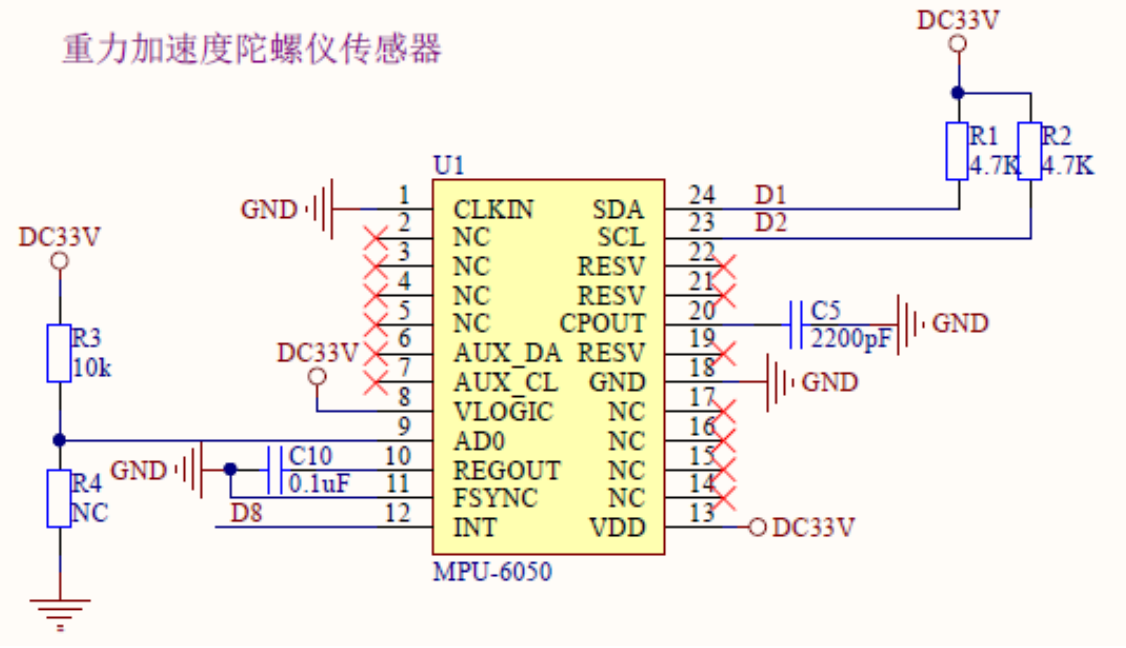 DC33V
重力加速度陀螺仪传感器
R1
4.7K
R2
4.7K
U1
GND
1 CLKIN SDA 24 D1
2 NC SCL 23 D2
3 NC RESV 22
4 NC RESV 21
5 NC CPOUT 20
6 AUX_DA RESV 19
7 AUX_CL GND 18
8 VLOGIC NC 17
9 AD0 NC 16
10 REGOUT NC 15
11 FSYNC NC 14
12 INT VDD 13
DC33V
C5
2200pF
GND
GND
R3
10k
DC33V
GND
C10
0.1uF
R4
NC
D8
DC33V
MPU-6050